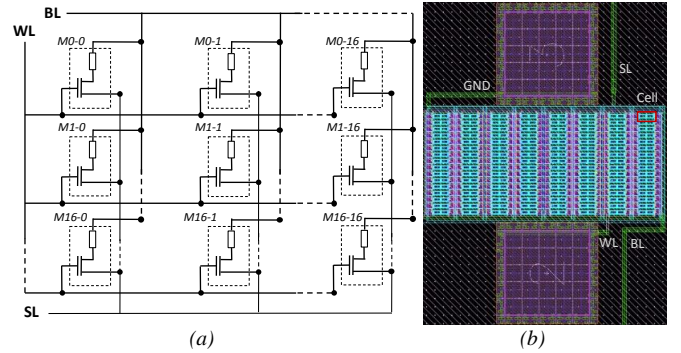 BL
WL
M0-0
M0-1
M0-16
M1-0
M1-1
M1-16
M16-0
M16-1
M16-16
SL
(a)
SL
GND
Cell
WL
BL
(b)